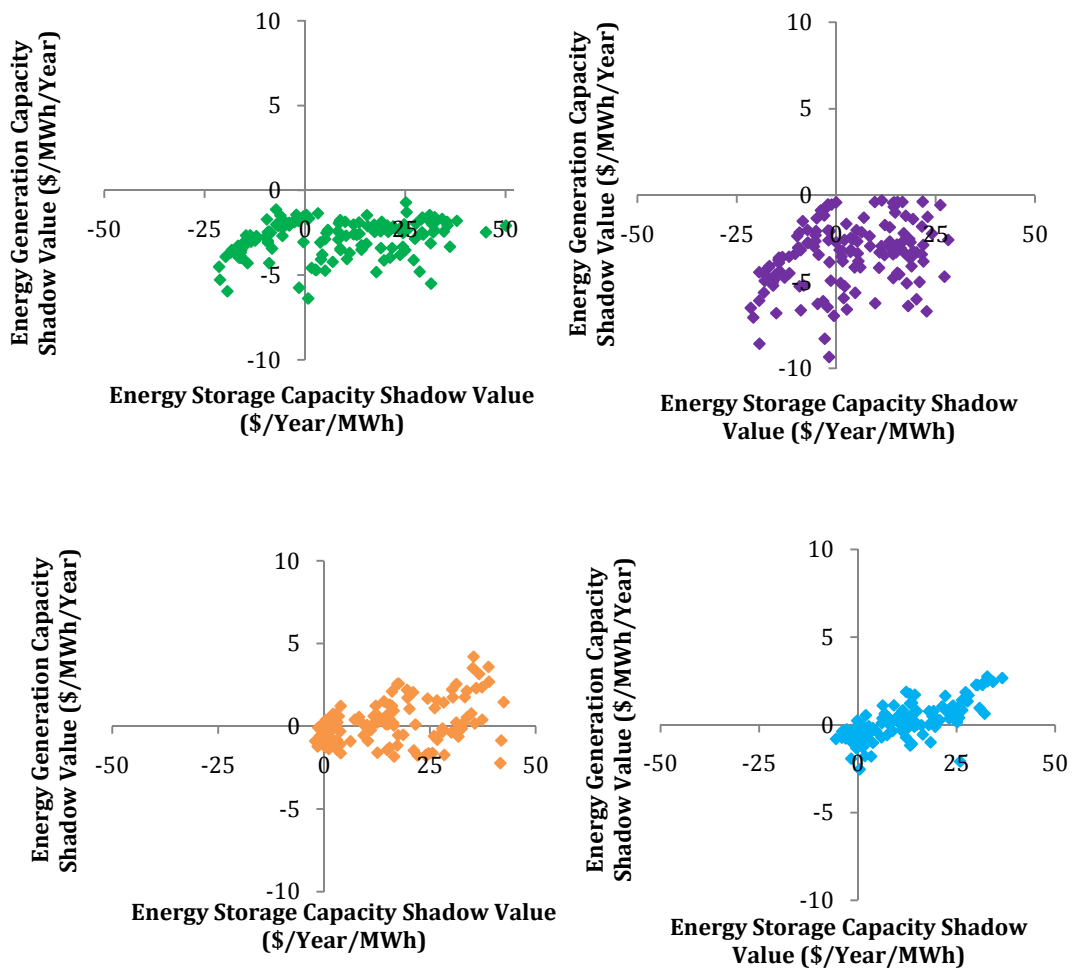 Energy Generation Capacity
Shadow Value ($/MWh/Year)
10
5
0
-50
-25
0
25
50
-5
-10
Energy Storage Capacity Shadow Value
($/Year/MWh)
Energy Generation Capacity
Shadow Value ($/MWh/Year)
10
5
0
-50
-25
0
25
50
-5
-10
Energy Storage Capacity Shadow
Value ($/Year/MWh)
Energy Generation Capacity
Shadow Value ($/MWh/Year)
10
5
0
-50
-25
0
25
50
-5
-10
Energy Storage Capacity Shadow Value
($/Year/MWh)
Energy Generation Capacity
Shadow Value ($/MWh/Year)
10
5
0
-50
-25
0
25
50
-5
-10
Energy Storage Capacity Shadow
Value ($/Year/MWh)